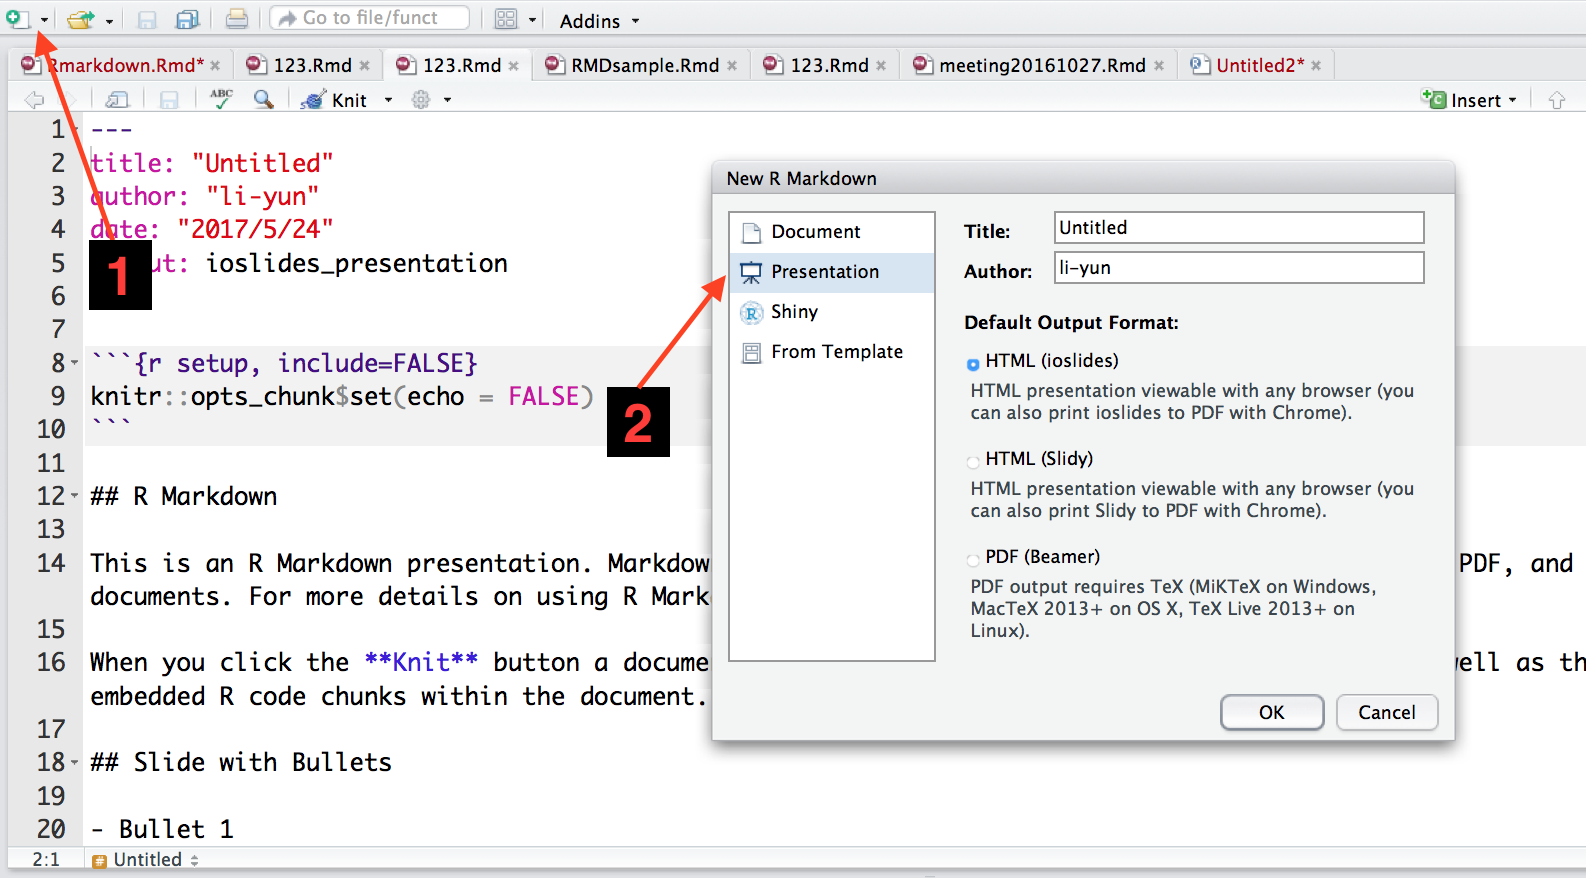 Go to file/funct
Addins
Rmarkdown.Rmd*
123.Rmd
123.Rmd
RMDsample.Rmd
123.Rmd
meeting20161027.Rmd
Untitled2*
ABC
Knit
Insert
1 ---
2 title: "Untitled"
3 author: "li-yun"
4 date: "2017/5/24"
5 ut: ioslides_presentation
6
7
8 ```{r setup, include=FALSE}
9 knitr::opts_chunk$set(echo = FALSE)
10 ```
11
12 ## R Markdown
13
14 This is an R Markdown presentation. Markdow PDF, and
documents. For more details on using R Mark
15
16 When you click the **Knit** button a docume well as th
embedded R code chunks within the document.
17
18 ## Slide with Bullets
19
20 - Bullet 1
2:1
# Untitled
1
2
New R Markdown
Document
Presentation
R Shiny
From Template
Title: Untitled
Author: li-yun
Default Output Format:
HTML (ioslides)
HTML presentation viewable with any browser (you
can also print ioslides to PDF with Chrome).
HTML (Slidy)
HTML presentation viewable with any browser (you
can also print Slidy to PDF with Chrome).
PDF (Beamer)
PDF output requires TeX (MiKTeX on Windows,
MacTeX 2013+ on OS X, TeX Live 2013+ on
Linux).
OK
Cancel